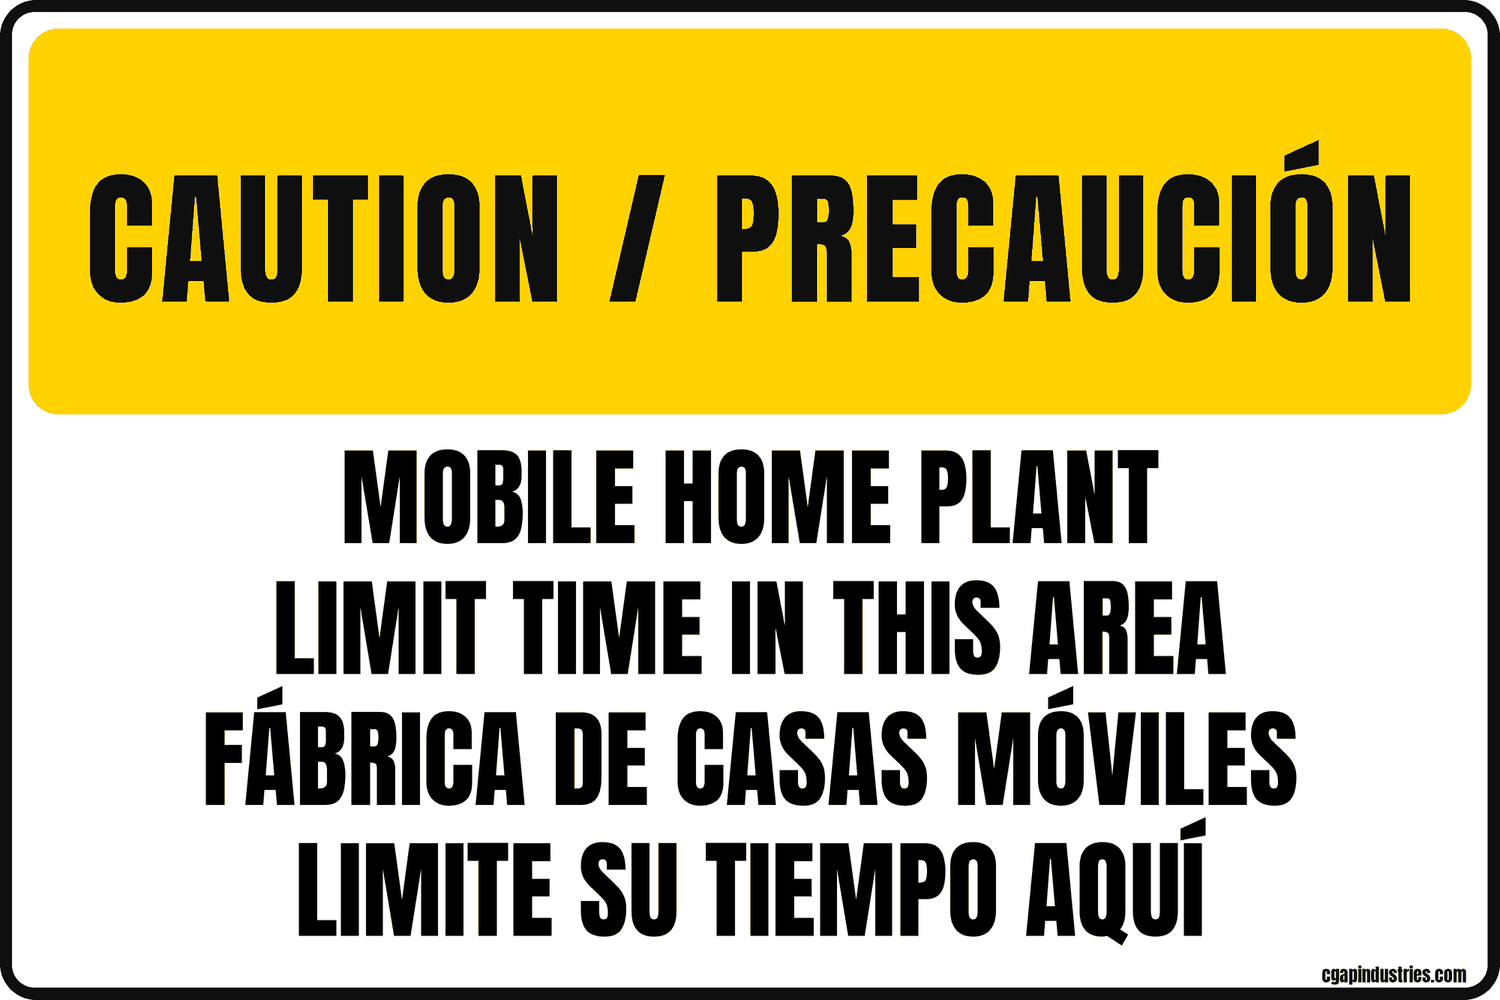 CAUTION / PRECAUCIÓN
MOBILE HOME PLANT
LIMIT TIME IN THIS AREA
FÁBRICA DE CASAS MÓVILES
LIMITE SU TIEMPO AQUÍ
cgapindustries.com